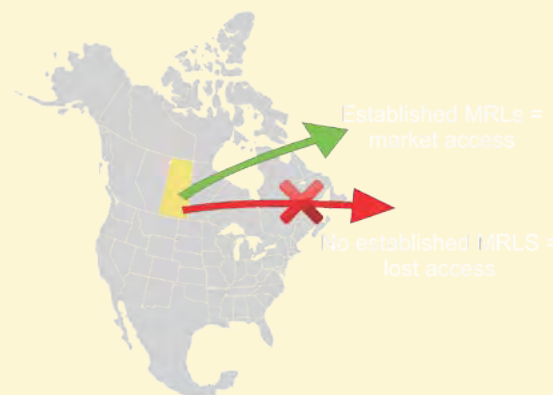 Established MRLs =
market access
No established MRLS =
lost access